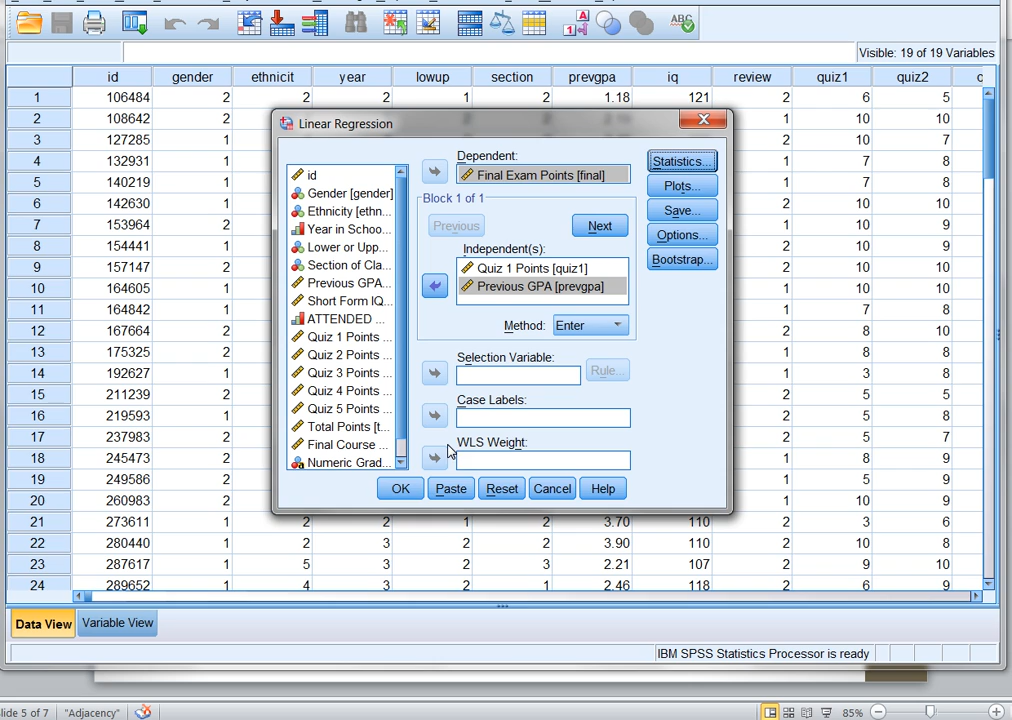 A
ABC
Visible: 19 of 19 Variables
id gender ethnicit year lowup section prevgpa iq review quiz1 quiz2
1 106484 2 2 2 1 2 1.18 121 2 6 5
2 108642 2 1 10 10
3 127285 1 2 10 7
4 132931 1 1 7 8
5 140219 1 1 7 8
6 142630 2 1 10 10
7 153964 2 1 10 9
8 154441 1 2 10 9
9 157147 2 2 10 9
10 164605 1 1 10 10
11 164842 1 1 7 8
12 167664 2 2 8 10
13 175325 2 1 8 8
14 192627 1 1 3 8
15 211239 2 2 5 5
16 219593 1 2 5 8
17 237983 2 2 5 7
18 245473 2 1 8 9
19 249586 2 1 5 9
20 260983 2 1 10 9
21 273611 1 2 2 1 2 3.70 110 2 3 6
22 280440 1 2 3 2 2 3.90 110 2 10 8
23 287617 1 5 3 2 3 2.21 107 2 9 10
24 289652 1 4 3 2 1 2.46 118 2 6 9
Linear Regression
id
Gender [gender]
Ethnicity [ethn...
Year in Schoo...
Lower or Upp...
Section of Cla...
Previous GPA...
Short Form IQ...
ATTENDED ...
Quiz 1 Points ...
Quiz 2 Points ...
Quiz 3 Points ...
Quiz 4 Points ...
Quiz 5 Points ...
Total Points [t...
Final Course ...
Numeric Grad...
Dependent:
Final Exam Points [final]
Block 1 of 1
Previous Next
Independent(s):
Quiz 1 Points [quiz1]
Previous GPA [prevgpa]
Method: Enter
Selection Variable:
Rule...
Case Labels:
WLS Weight:
Statistics...
Plots...
Save...
Options...
Bootstrap...
OK Paste Reset Cancel Help
Data View Variable View
IBM SPSS Statistics Processor is ready
lide 5 of 7 "Adjacency" 85%